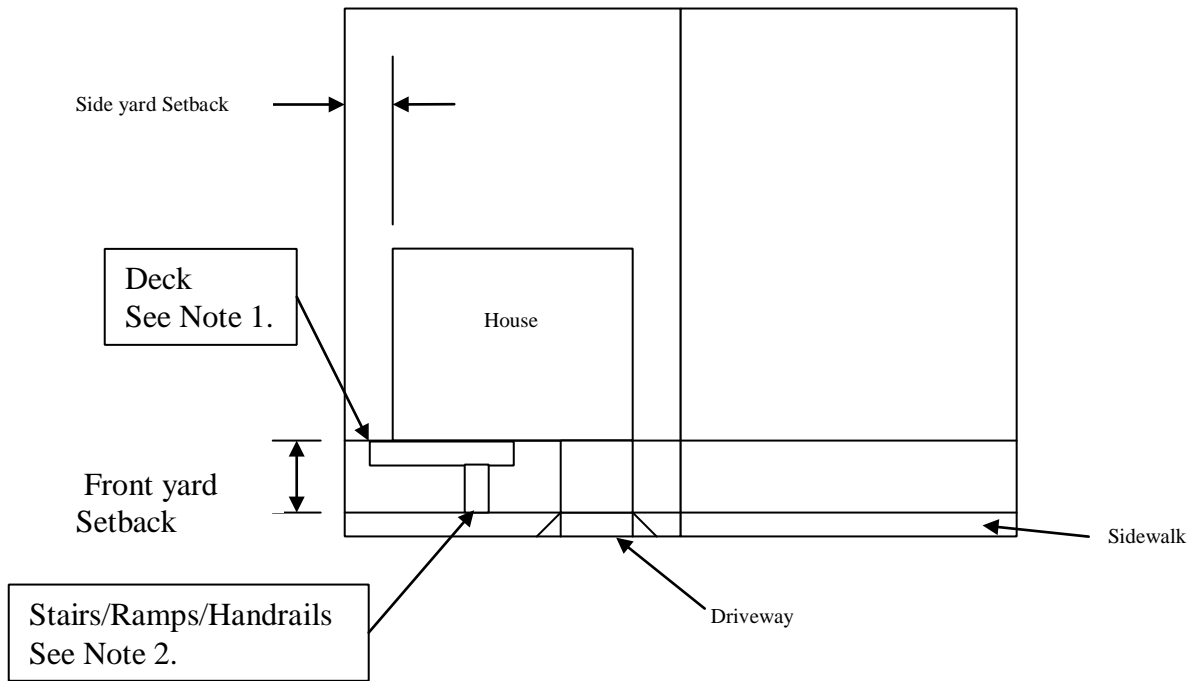 Side yard Setback
Deck
See Note 1.
House
Front yard
Setback
Sidewalk
Stairs/Ramps/Handrails
See Note 2.
Driveway